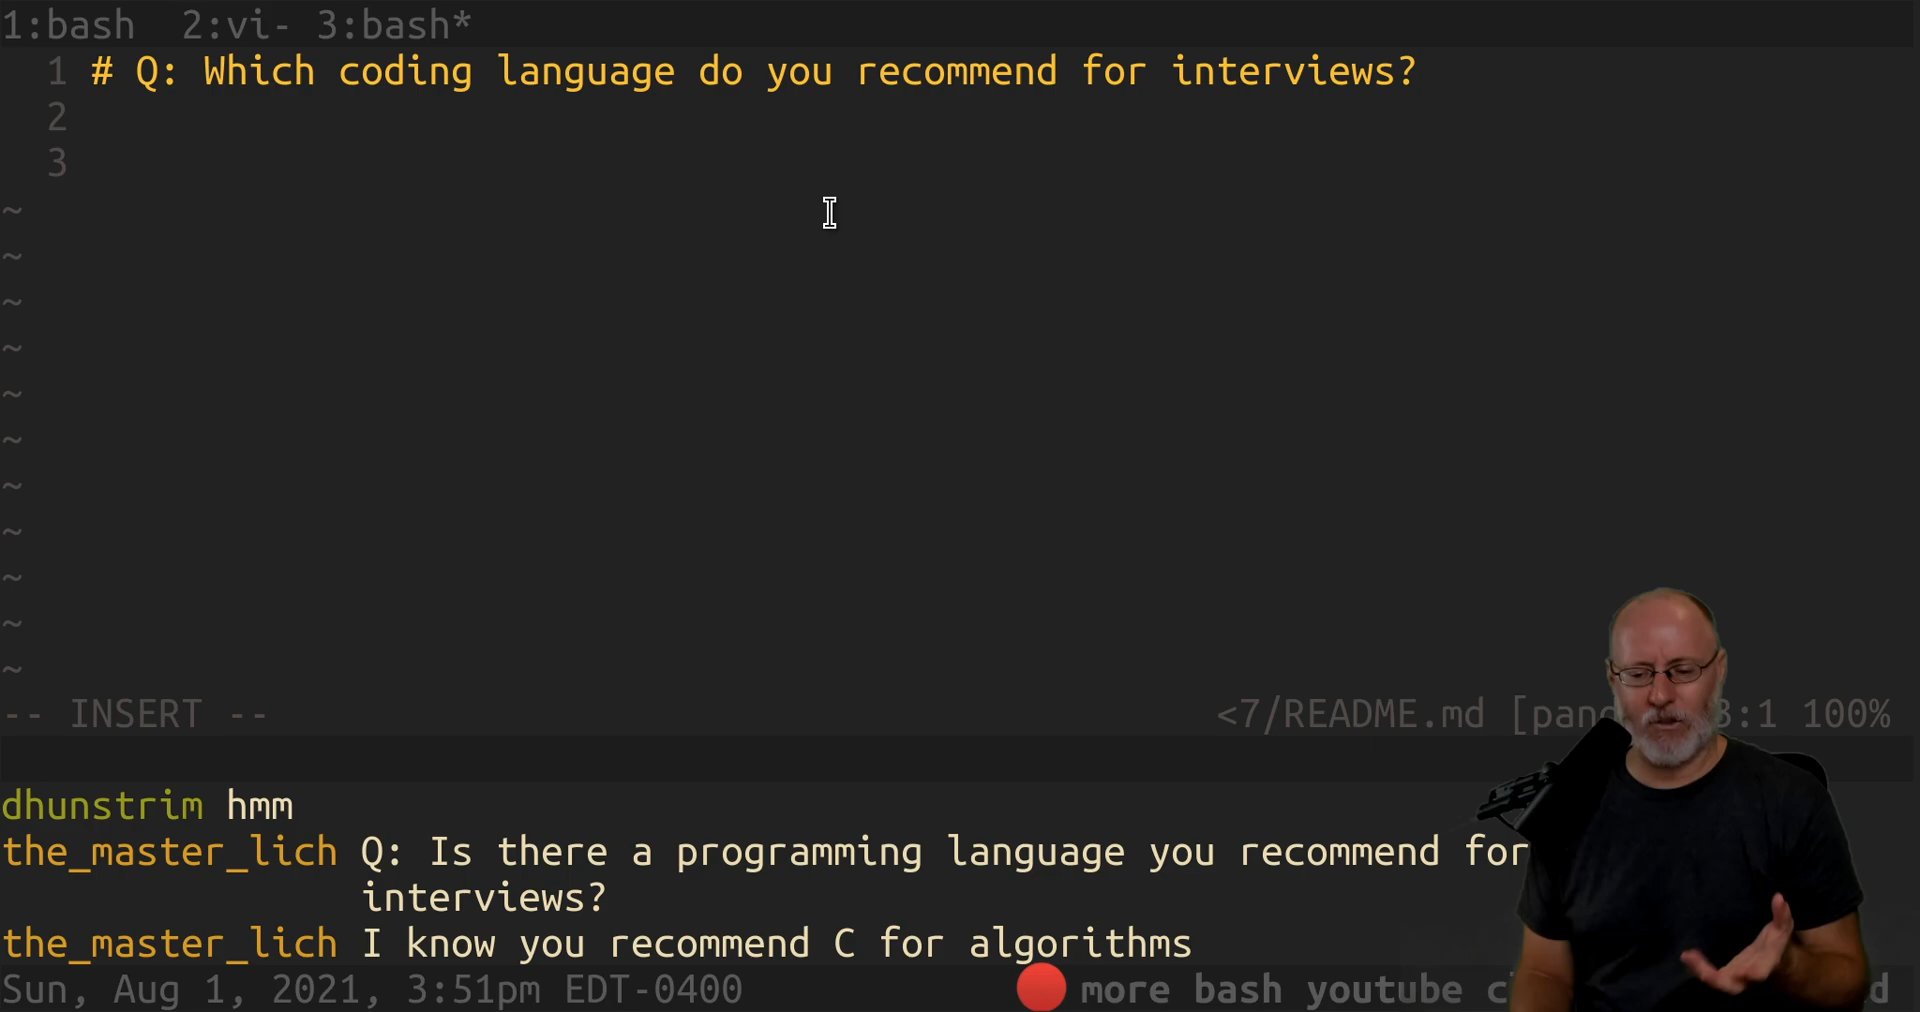 1:bash 2:vi- 3:bash*
1 # Q: Which coding language do you recommend for interviews?
2
3
~
~
~
~
~
~
~
~
~
~
~
-- INSERT -- <7/README.md [pan 3:1 100%
dhunstrim hmm
the_master_lich Q: Is there a programming language you recommend for
interviews?
the_master_lich I know you recommend C for algorithms
Sun, Aug 1, 2021, 3:51pm EDT-0400 more bash youtube